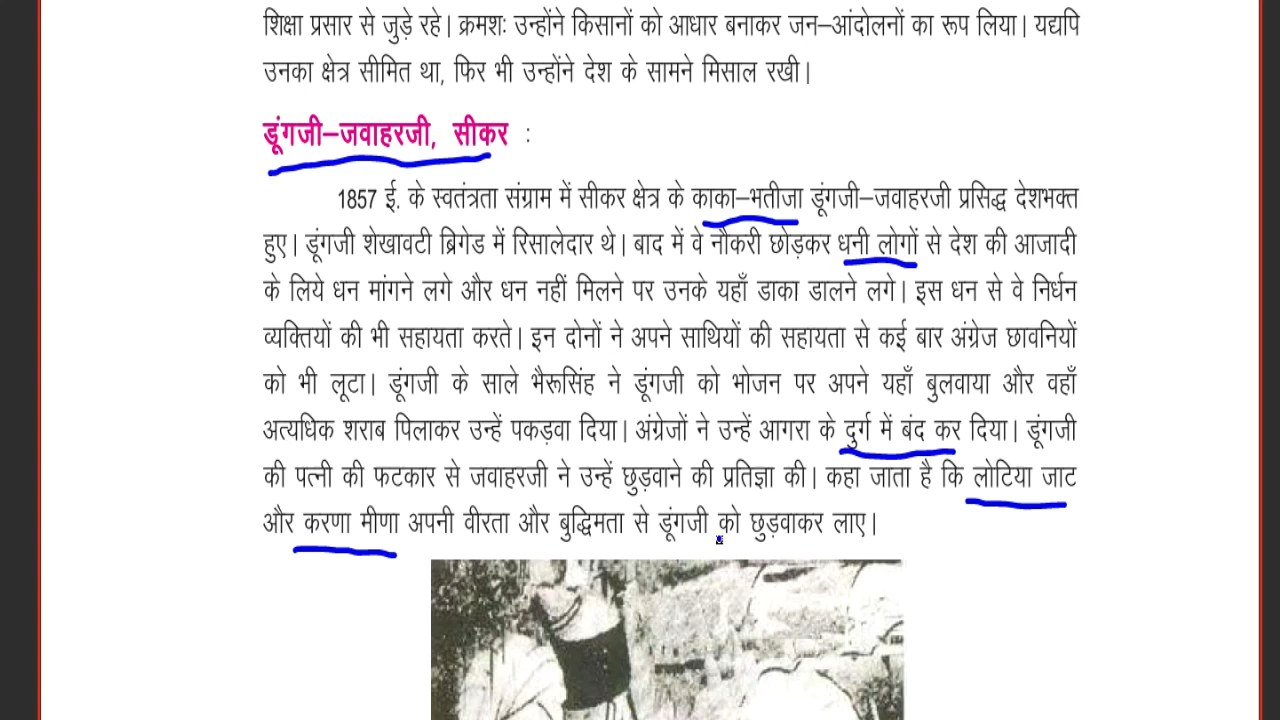 शिक्षा प्रसार से जुड़े रहे। क्रमशः उन्होंने किसानों को आधार बनाकर जन–आंदोलनों का रूप लिया। यद्यपि
उनका क्षेत्र सीमित था, फिर भी उन्होंने देश के सामने मिसाल रखी।
डूंगजी–जवाहरजी, सीकर :
1857 ई. के स्वतंत्रता संग्राम में सीकर क्षेत्र के काका–भतीजा डूंगजी–जवाहरजी प्रसिद्ध देशभक्त
हुए। डूंगजी शेखावटी ब्रिगेड में रिसालेदार थे। बाद में वे नौकरी छोड़कर धनी लोगों से देश की आजादी
के लिये धन मांगने लगे और धन नहीं मिलने पर उनके यहाँ डाका डालने लगे। इस धन से वे निर्धन
व्यक्तियों की भी सहायता करते। इन दोनों ने अपने साथियों की सहायता से कई बार अंग्रेज छावनियों
को भी लूटा। डूंगजी के साले भैरूसिंह ने डूंगजी को भोजन पर अपने यहाँ बुलवाया और वहाँ
अत्यधिक शराब पिलाकर उन्हें पकड़वा दिया। अंग्रेजों ने उन्हें आगरा के दुर्ग में बंद कर दिया। डूंगजी
की पत्नी की फटकार से जवाहरजी ने उन्हें छुड़वाने की प्रतिज्ञा की। कहा जाता है कि लोटिया जाट
और करणा मीणा अपनी वीरता और बुद्धिमता से डूंगजी को छुड़वाकर लाए।